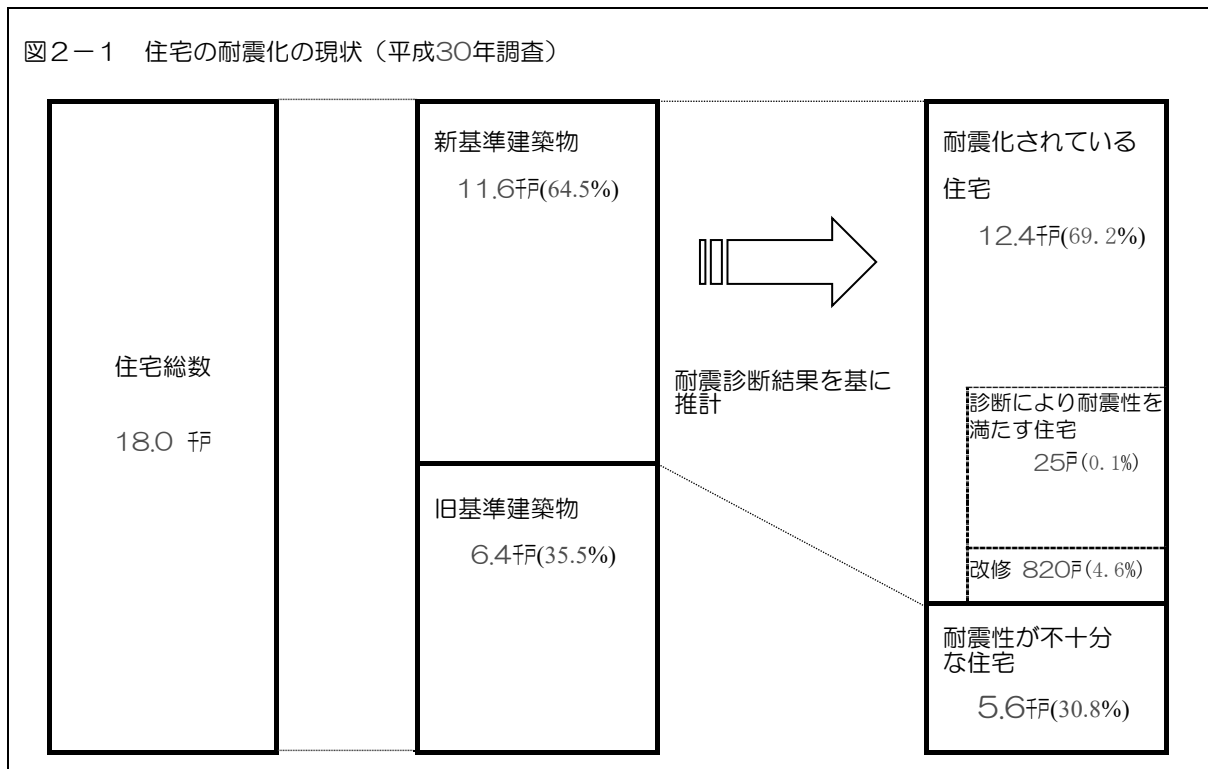 図2－1　住宅の耐震化の現状（平成30年調査）
住宅総数
18.0 千戸
新基準建築物
11.6千戸(64.5%)
旧基準建築物
6.4千戸(35.5%)
耐震診断結果を基に
推計
耐震化されている
住宅
12.4千戸(69.2%)
診断により耐震性を
満たす住宅
25戸(0.1%)
改修 820戸(4.6%)
耐震性が不十分
な住宅
5.6千戸(30.8%)